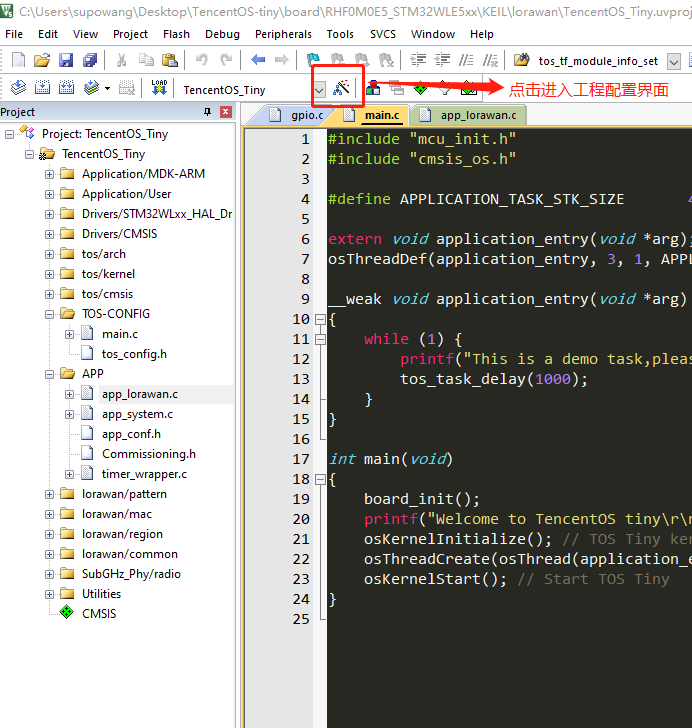 C:\Users\supowang\Desktop\TencentOS-tiny\board\RHF0M0E5_STM32WLE5xx\KEIL\lorawan\TencentOS_Tiny.uvproj
File Edit View Project Flash Debug Peripherals Tools SVCS Window Help
tos_tf_module_info_set
LOAD TencentOS_Tiny
点击进入工程配置界面
Project
gpio.c main.c app_lorawan.c
Project: TencentOS_Tiny
TencentOS_Tiny
Application/MDK-ARM
Application/User
Drivers/STM32WLxx_HAL_Dr
Drivers/CMSIS
tos/arch
tos/kernel
tos/cmsis
TOS-CONFIG
main.c
tos_config.h
APP
app_lorawan.c
app_system.c
app_conf.h
Commissioning.h
timer_wrapper.c
lorawan/pattern
lorawan/mac
lorawan/region
lorawan/common
SubGHz_Phy/radio
Utilities
CMSIS
1 #include "mcu_init.h"
2 #include "cmsis_os.h"
3
4 #define APPLICATION_TASK_STK_SIZE 4
5
6 extern void application_entry(void *arg);
7 osThreadDef(application_entry, 3, 1, APPL
8
9 __weak void application_entry(void *arg)
10 {
11 while (1) {
12 printf("This is a demo task,pleas
13 tos_task_delay(1000);
14 }
15 }
16
17 int main(void)
18 {
19 board_init();
20 printf("Welcome to TencentOS tiny\r\n
21 osKernelInitialize(); // TOS Tiny ker
22 osThreadCreate(osThread(application_e
23 osKernelStart(); // Start TOS Tiny
24 }
25